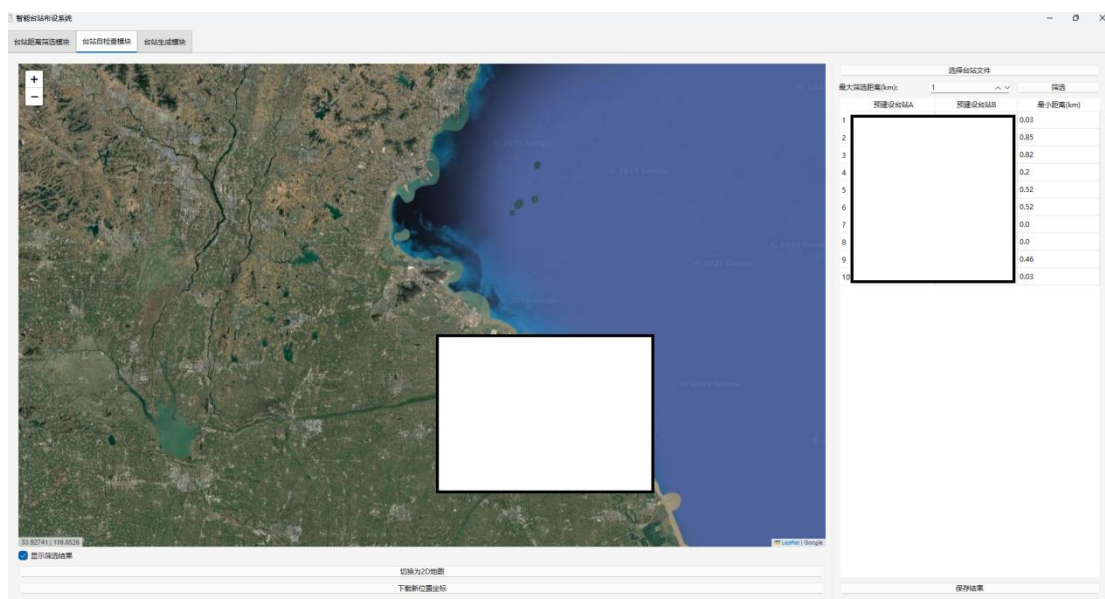 智能台站布设系统
台站距离筛选模块 台站自检查模块 台站生成模块
+
−
选择台站文件
最大筛选距离(km): 1 筛选
预建设台站A 预建设台站B 最小距离(km)
1 0.03
2 0.85
3 0.82
4 0.2
5 0.52
6 0.52
7 0.0
8 0.0
9 0.46
10 0.03
© 2025 Google
Leaflet | Google
显示筛选结果
切换为2D地图
下载新位置坐标
保存结果